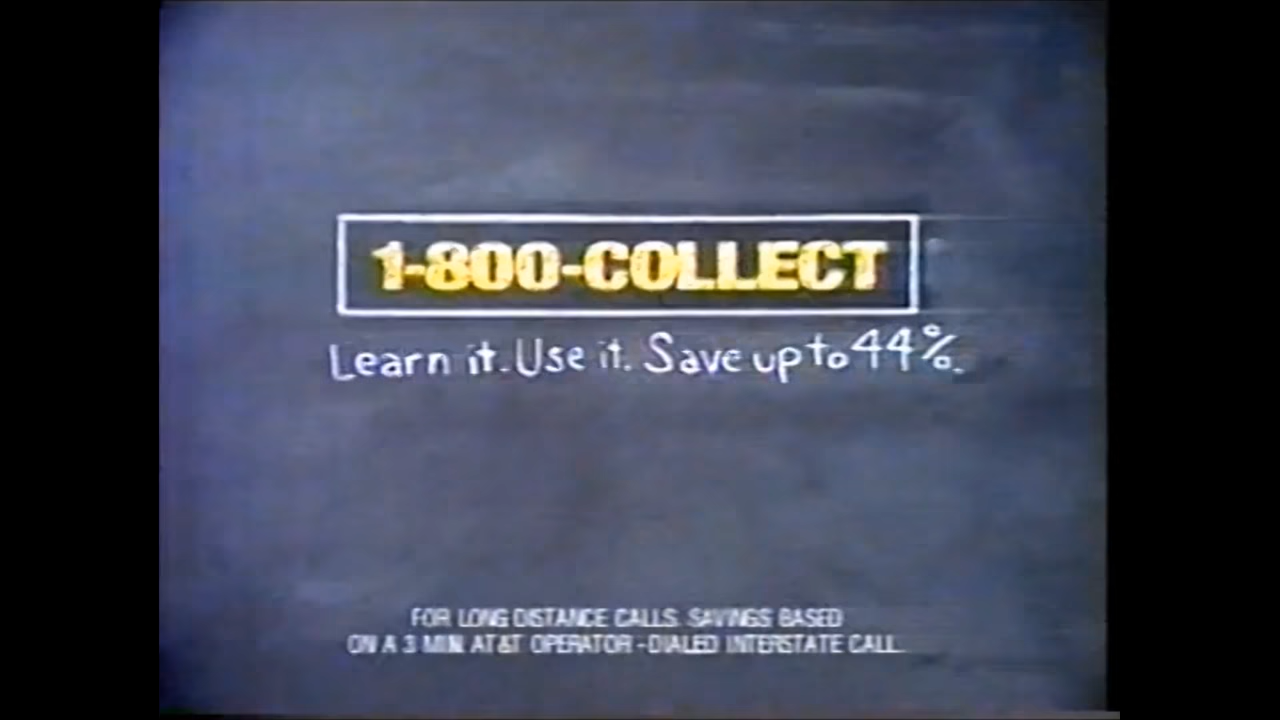 1-800-COLLECT
Learn it. Use it. Save up to 44%.
FOR LONG DISTANCE CALLS. SAVINGS BASED
ON A 3 MIN. AT&T OPERATOR-DIALED INTERSTATE CALL.